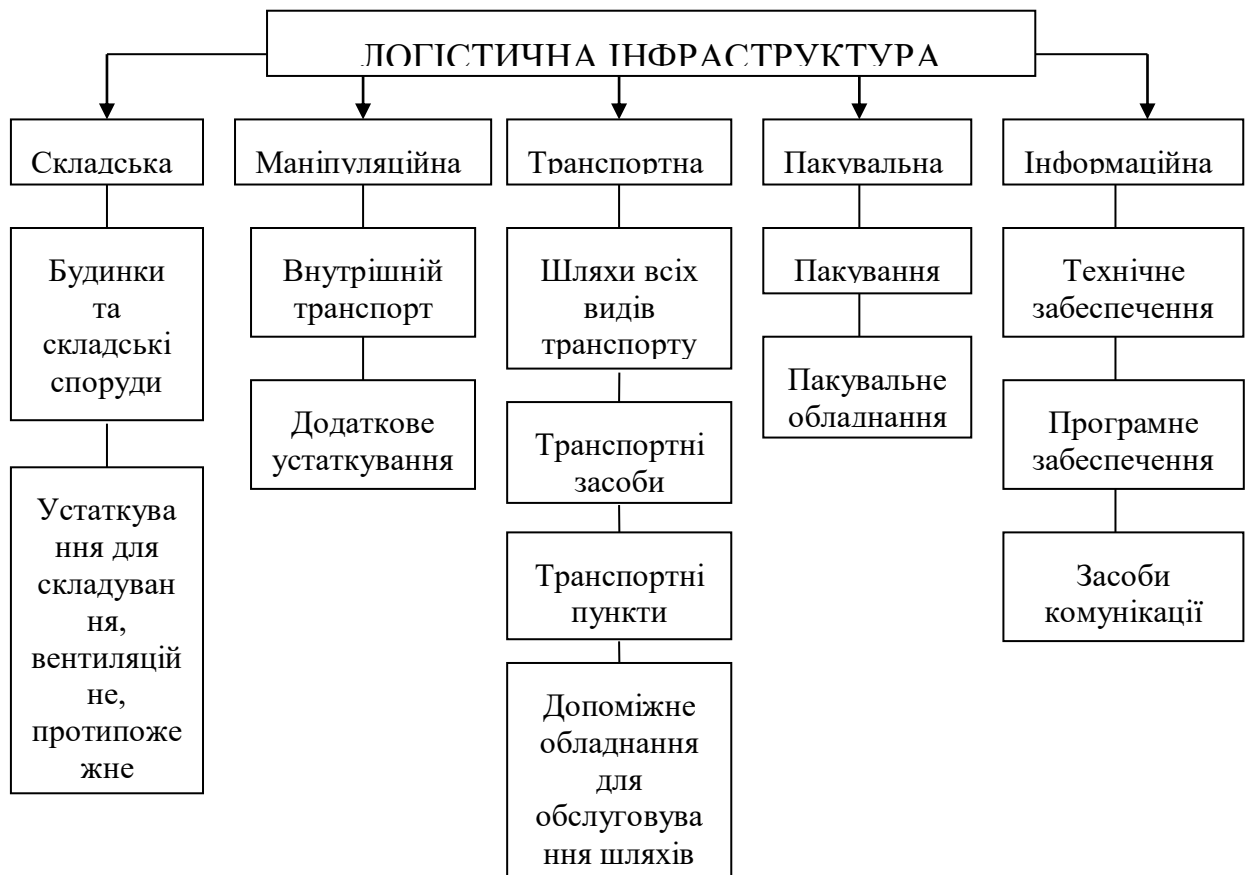 ЛОГІСТИЧНА ІНФРАСТРУКТУРА
Складська
Маніпуляційна
Транспортна
Пакувальна
Інформаційна
Будинки
та
складські
споруди
Устаткува
ння для
складуван
ня,
вентиляцій
не,
протипоже
жне
Внутрішній
транспорт
Додаткове
устаткування
Шляхи всіх
видів
транспорту
Транспортні
засоби
Транспортні
пункти
Допоміжне
обладнання
для
обслуговува
ння шляхів
Пакування
Пакувальне
обладнання
Технічне
забеспечення
Програмне
забеспечення
Засоби
комунікації